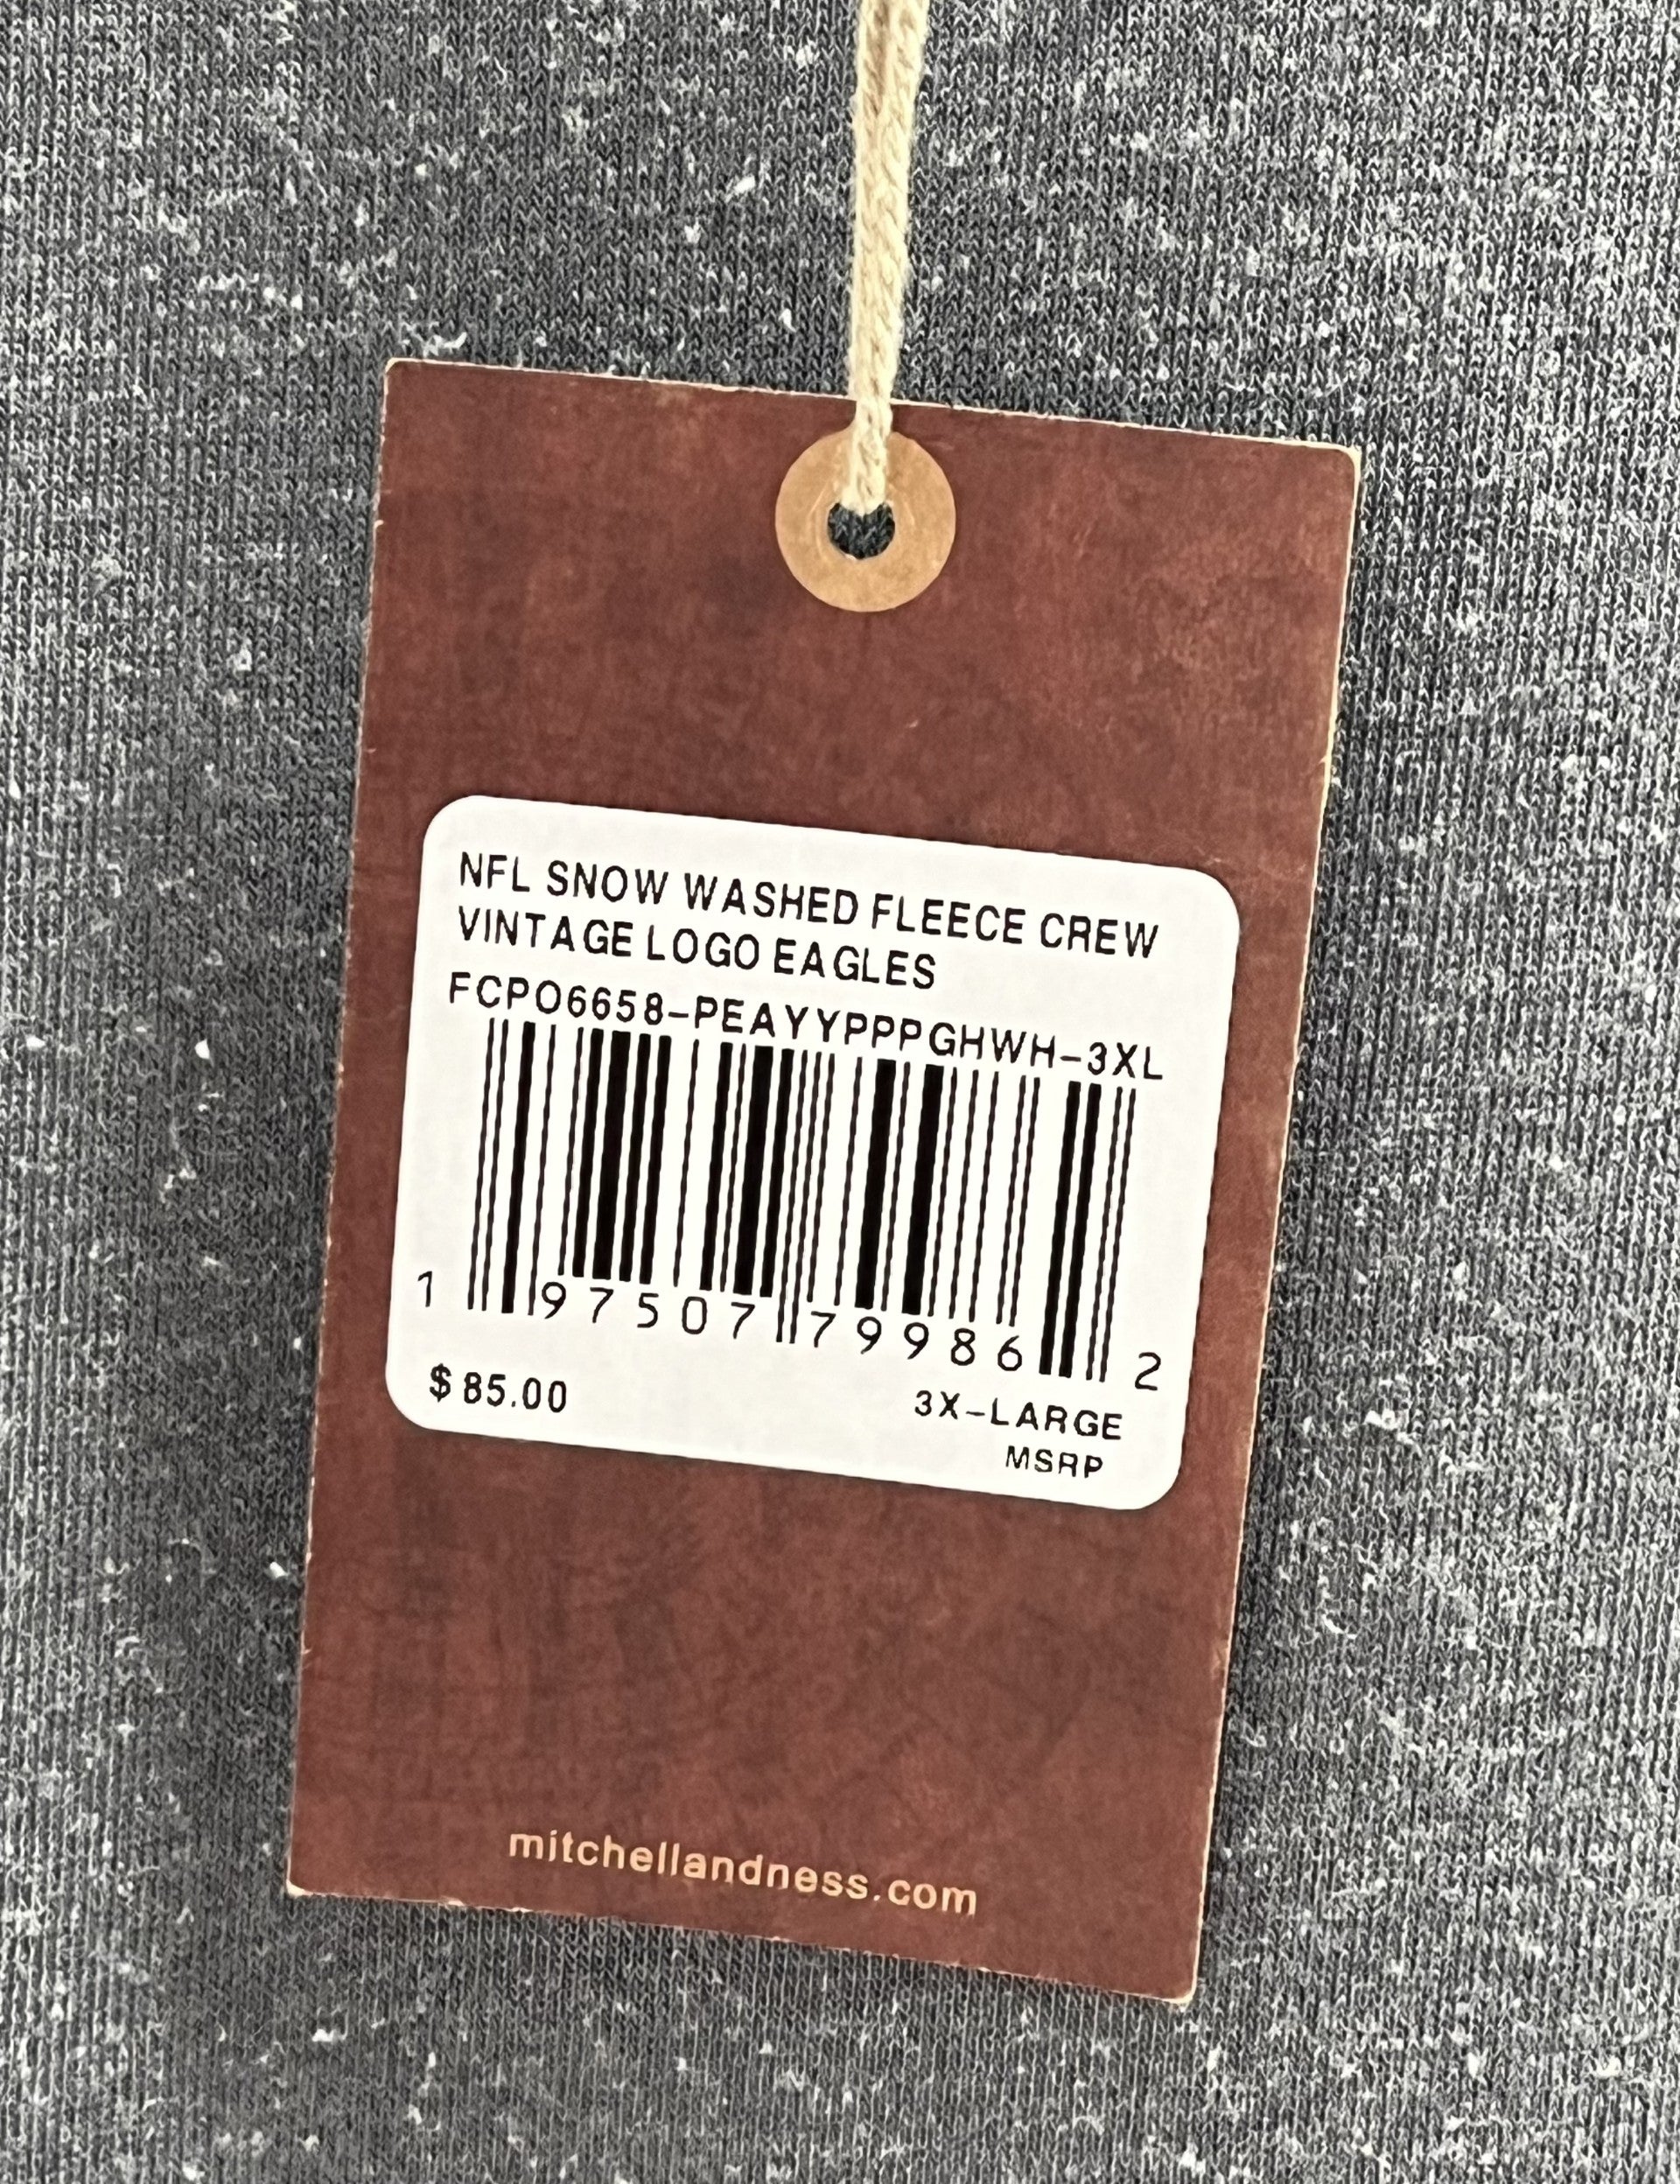 NFL SNOW WASHED FLEECE CREW
VINTAGE LOGO EAGLES
FCPO6658-PEAYYPPPGHWH-3XL
1 97507 79986 2
$ 85.00 3X-LARGE
MSRP
mitchellandness.com